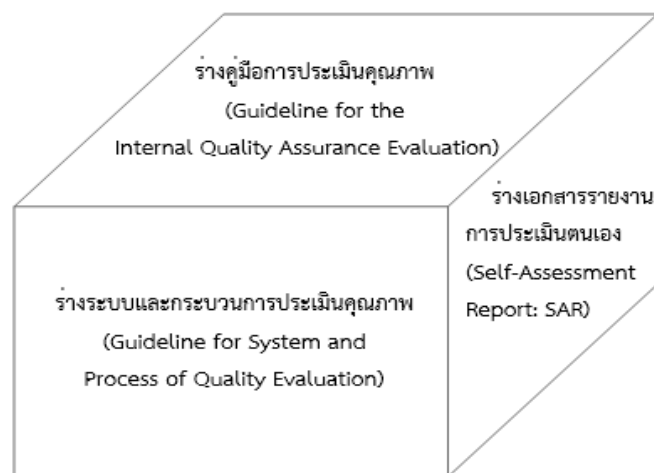 ร่างคู่มือการประเมินคุณภาพ
(Guideline for the
Internal Quality Assurance Evaluation)
ร่างเอกสารรายงาน
การประเมินตนเอง
(Self-Assessment
Report: SAR)
ร่างระบบและกระบวนการประเมินคุณภาพ
(Guideline for System and
Process of Quality Evaluation)